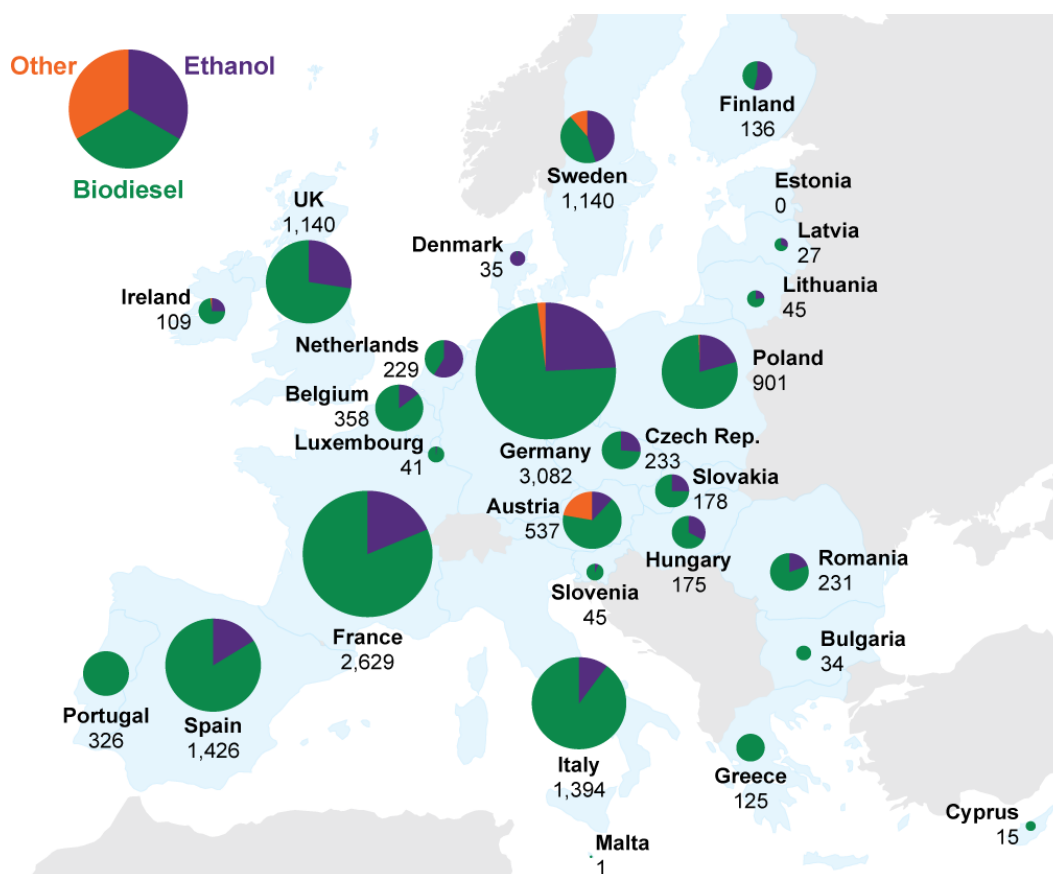 Other
Ethanol
Biodiesel
Finland
136
Sweden
1,140
Estonia
0
UK
1,140
Latvia
27
Denmark
35
Lithuania
45
Ireland
109
Netherlands
229
Poland
901
Belgium
358
Luxembourg
41
Germany
3,082
Czech Rep.
233
Slovakia
178
Austria
537
Hungary
175
Romania
231
Slovenia
45
France
2,629
Bulgaria
34
Portugal
326
Spain
1,426
Italy
1,394
Greece
125
Cyprus
15
Malta
1